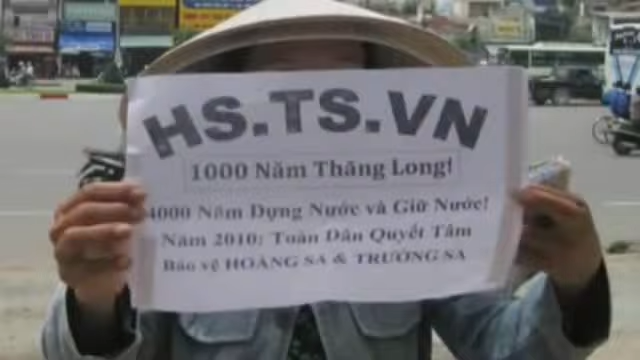 HS.TS.VN
1000 Năm Thăng Long!
4000 Năm Dựng Nước và Giữ Nước!
Năm 2010: Toàn Dân Quyết Tâm
Bảo vệ HOÀNG SA & TRƯỜNG SA